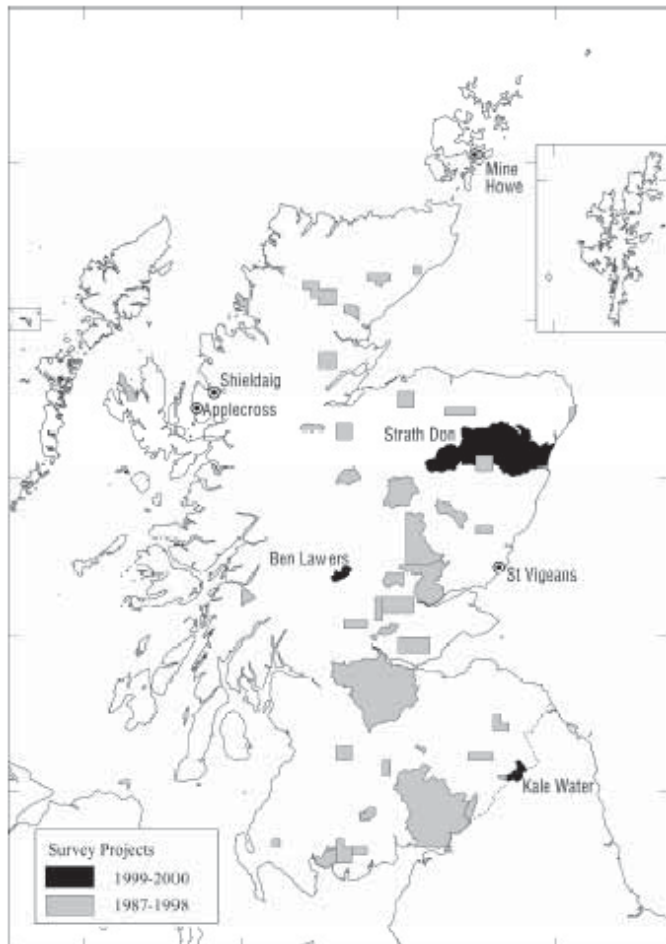 Mine
Howe
Shieldaig
Applecross
Strath Don
Ben Lawers
St Vigeans
Kale Water
Survey Projects
1999-2000
1987-1998